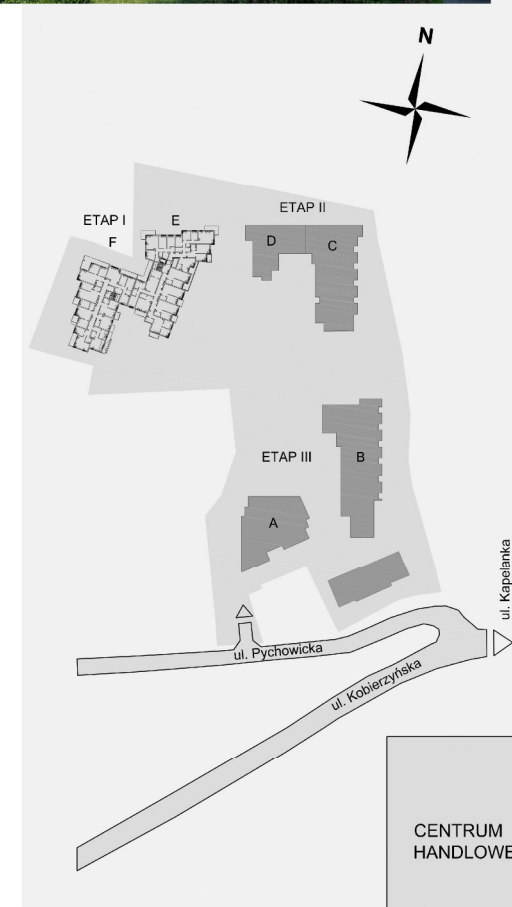 N
ETAP I
E
F
ETAP II
D
C
ETAP III
B
A
ul. Kapelanka
ul. Pychowicka
ul. Kobierzyńska
CENTRUM
HANDLOWE